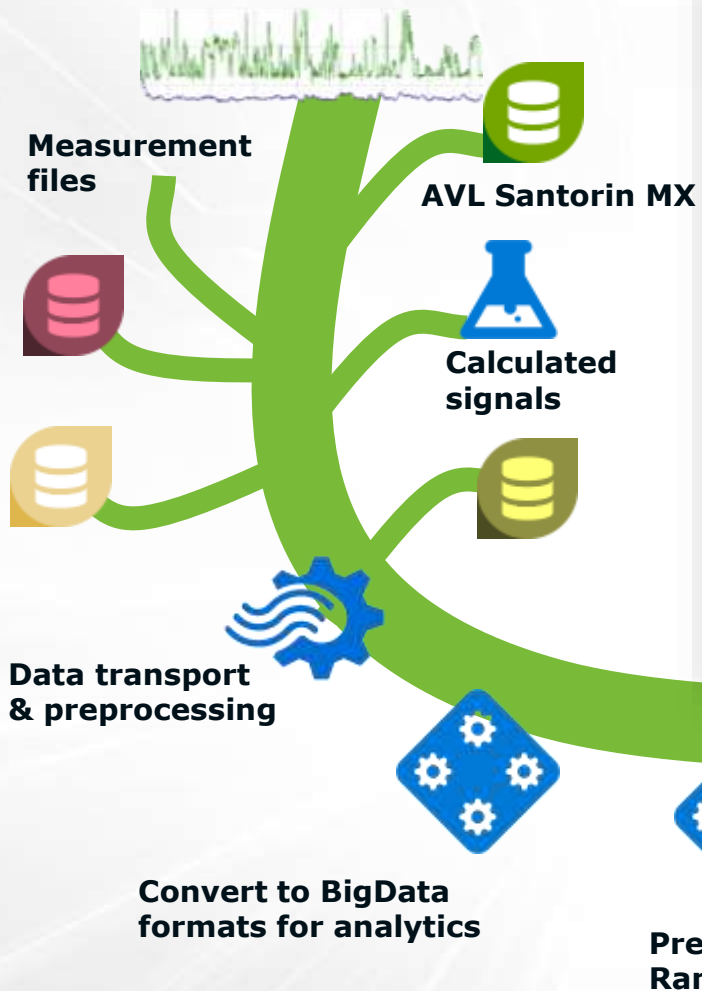 Measurement
files
AVL Santorin MX
Calculated
signals
Data transport
& preprocessing
Convert to BigData
formats for analytics